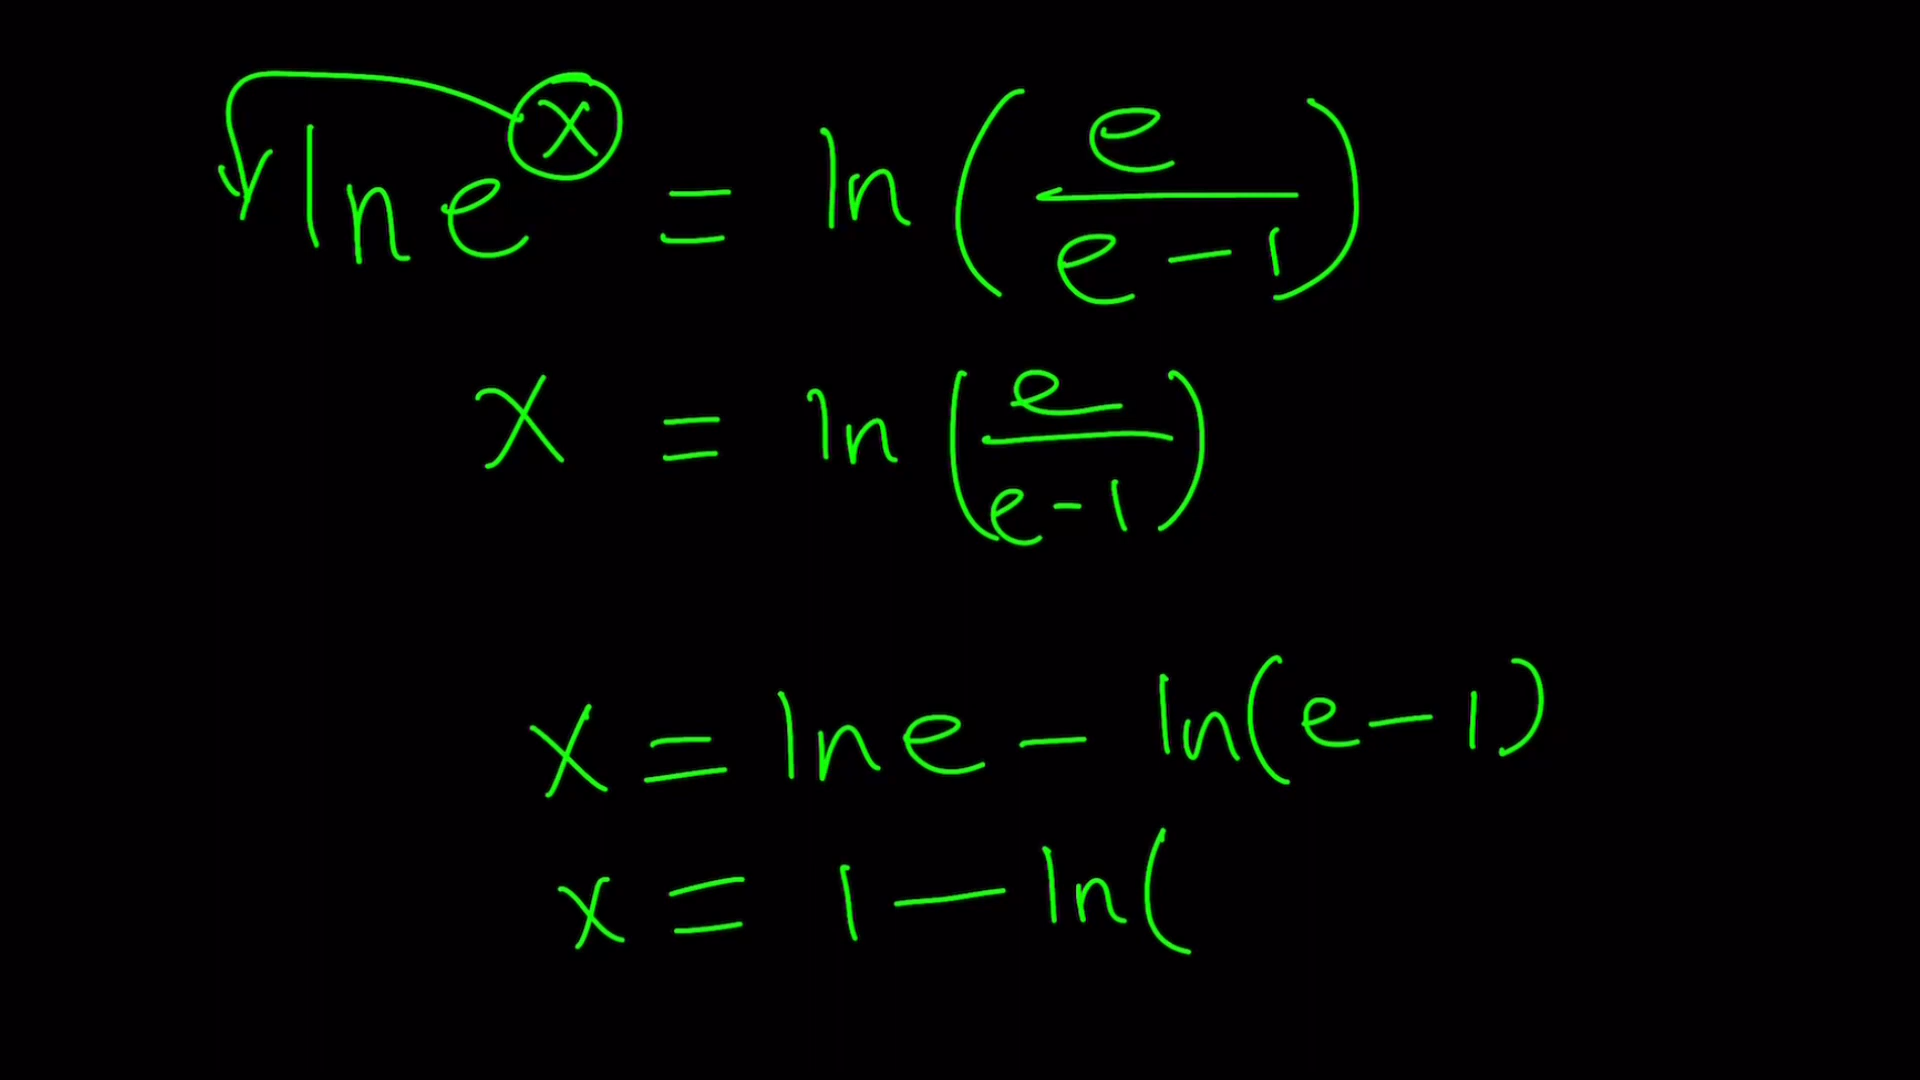 ln e^x = ln(e/(e-1))
x = ln(e/(e-1))
x = ln e - ln(e-1)
x = 1 - ln(